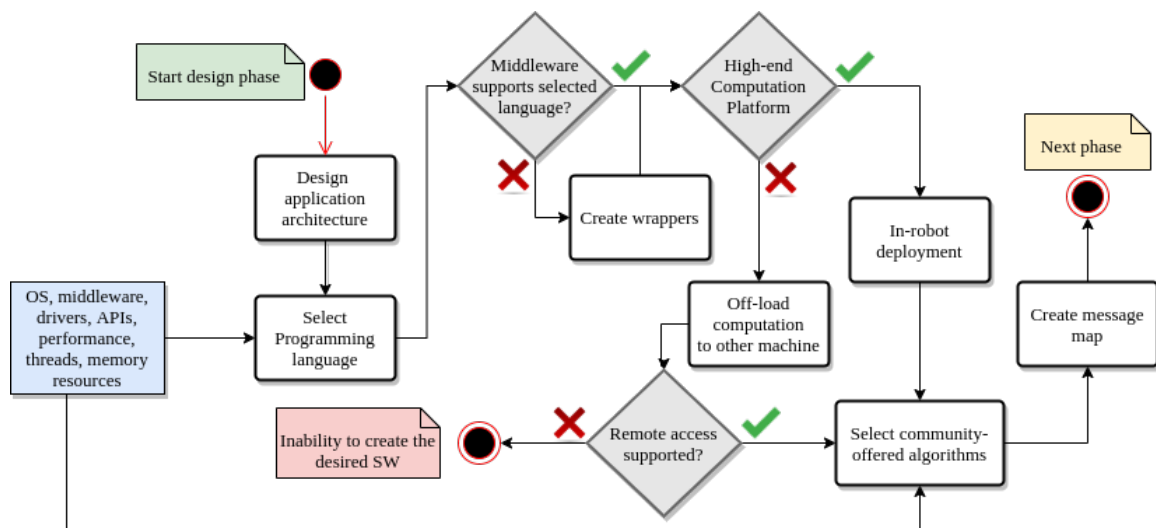 Start design phase
Middleware
supports selected
language?
High-end
Computation
Platform
Next phase
Design
application
architecture
Create wrappers
In-robot
deployment
OS, middleware,
drivers, APIs,
performance,
threads, memory
resources
Select
Programming
language
Off-load
computation
to other machine
Create message
map
Inability to create the
desired SW
Remote access
supported?
Select community-
offered algorithms